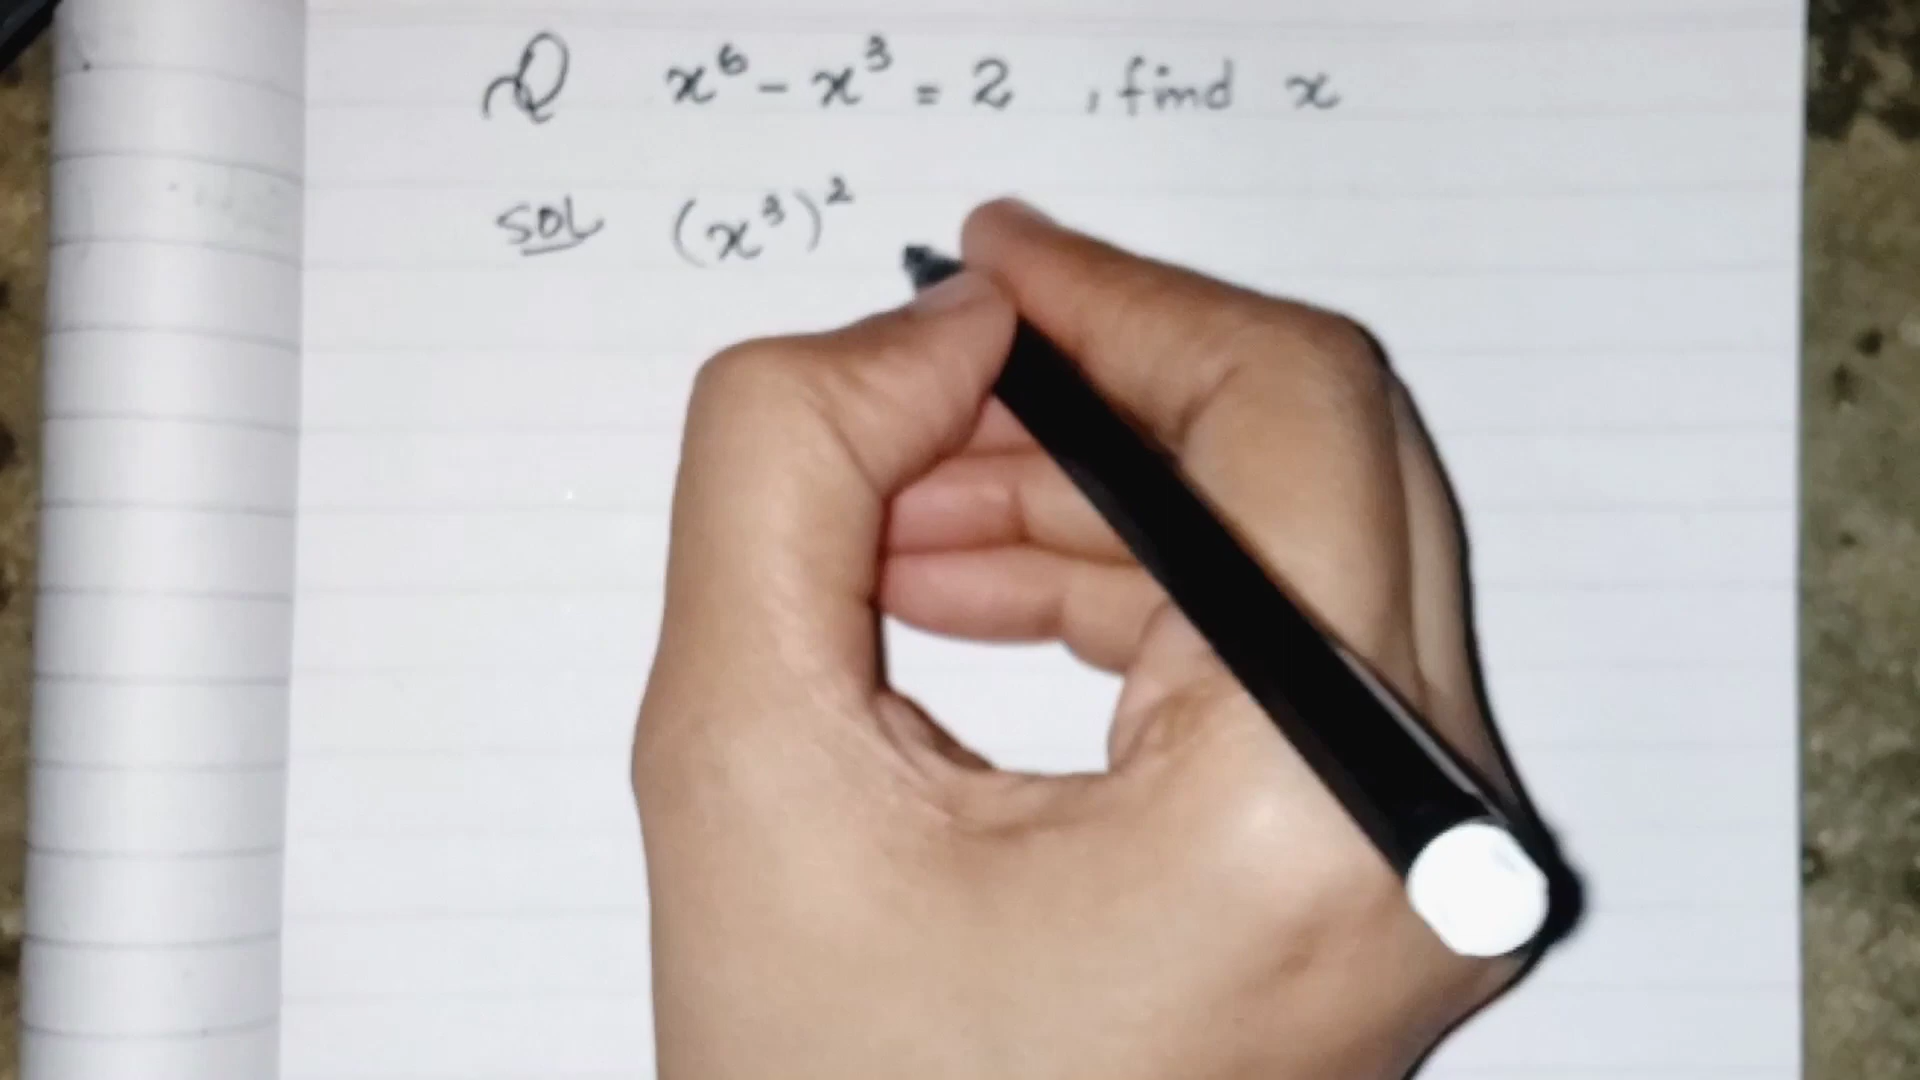 Q x⁶ - x³ = 2 , find x
SOL (x³)²